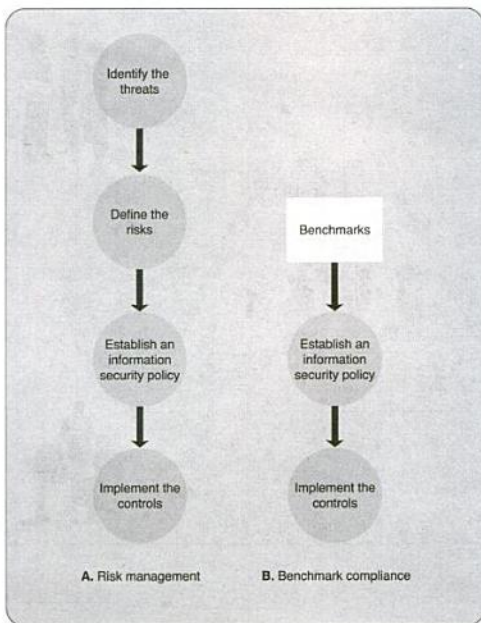 Identify the
threats
Define the
risks
Benchmarks
Establish an
information
security policy
Establish an
information
security policy
Implement the
controls
Implement the
controls
A. Risk management
B. Benchmark compliance